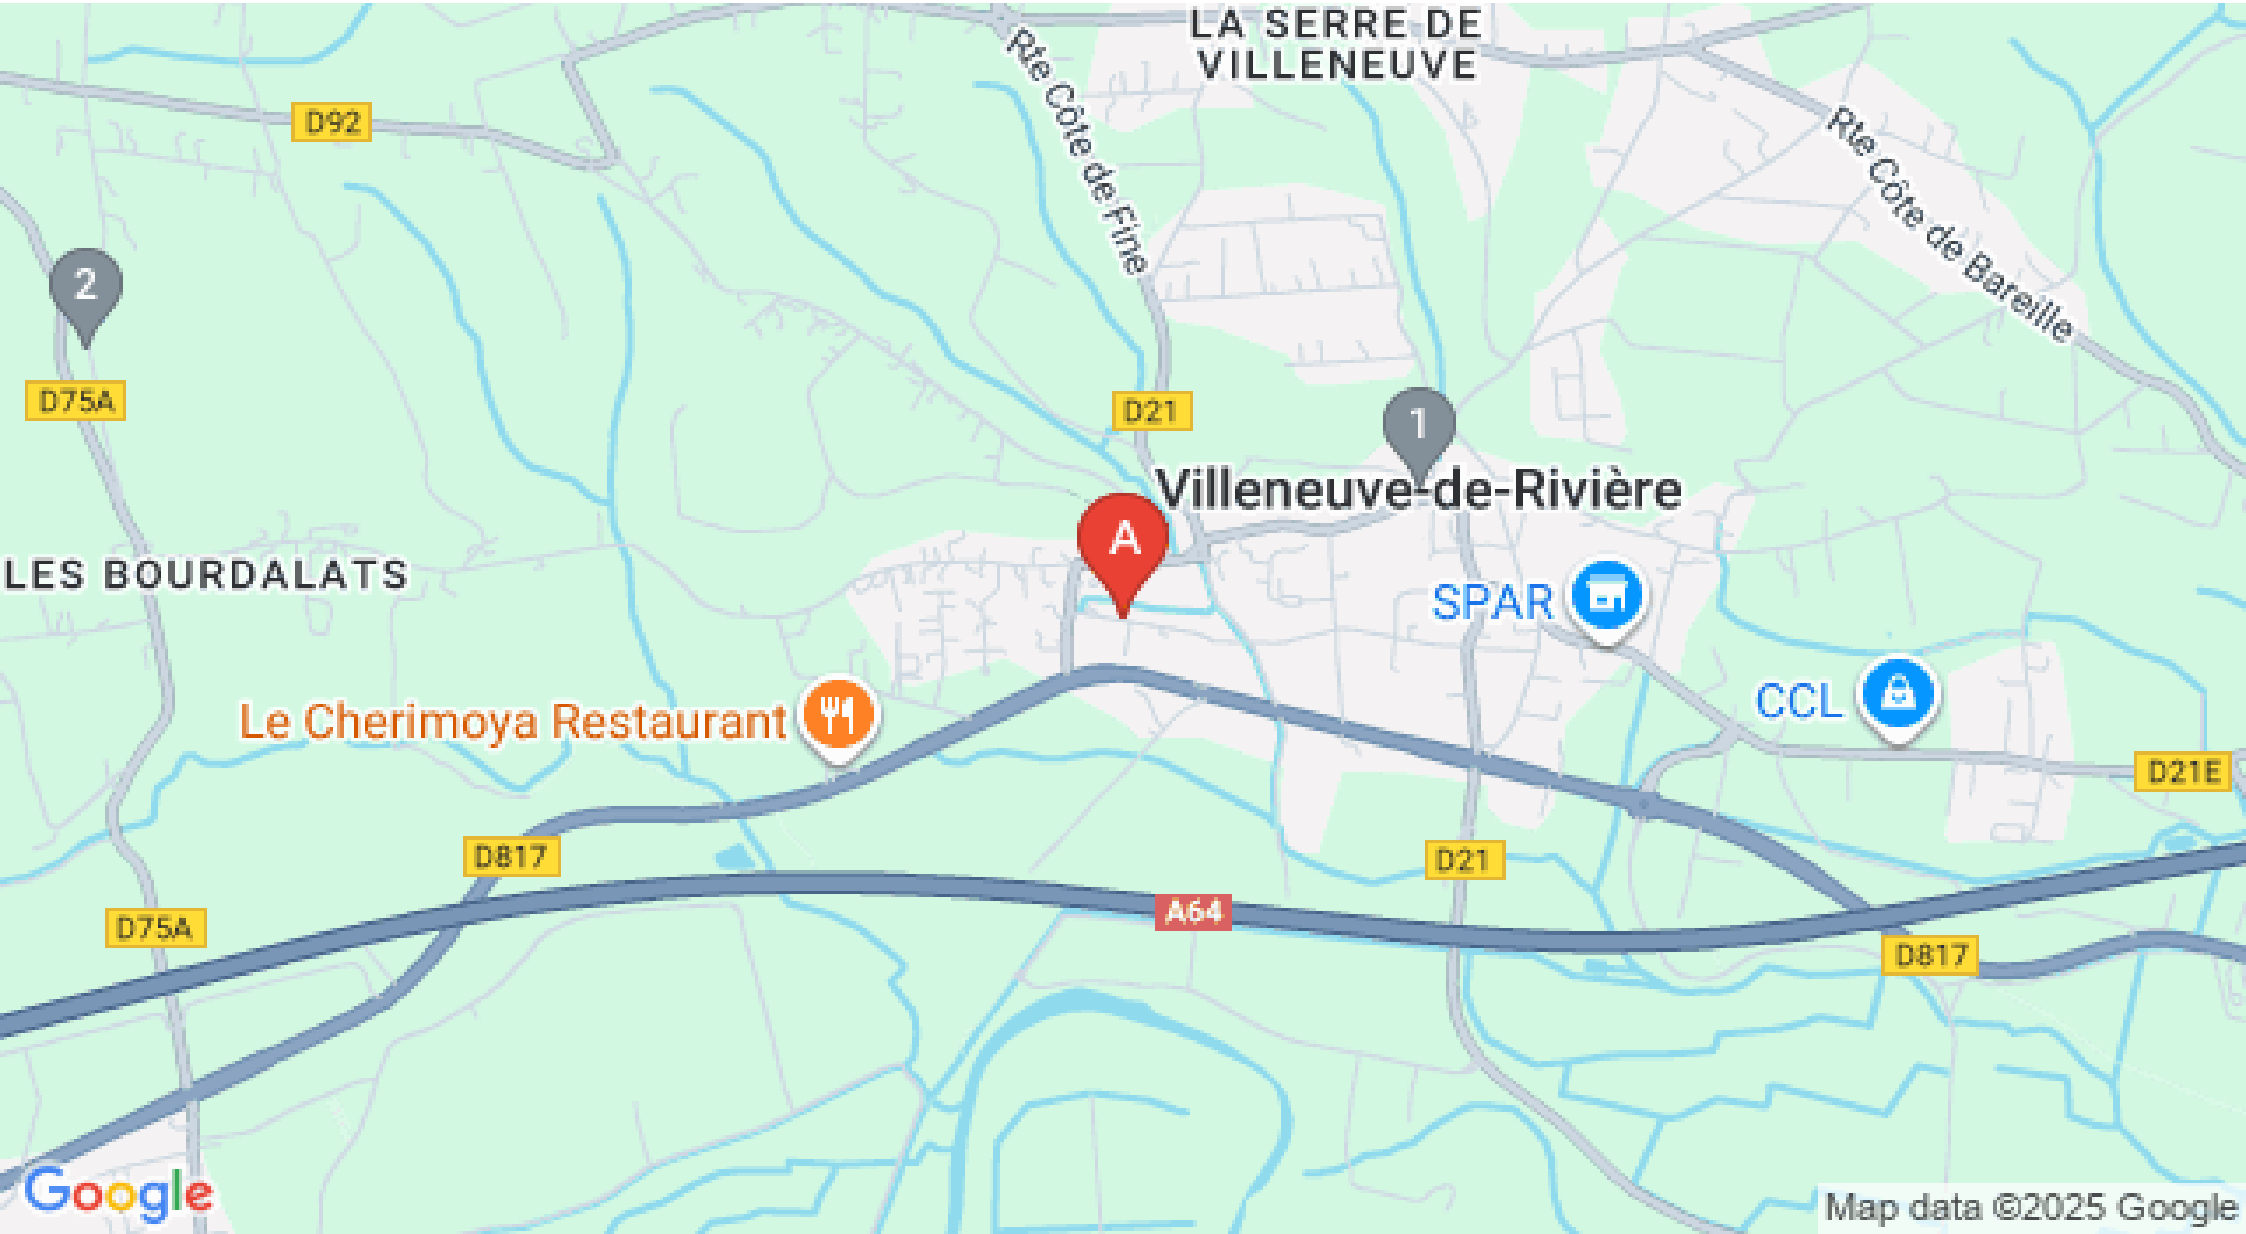 LA SERRE DE
VILLENEUVE
Rte Côte de Fine
D92
Rte Côte de Bareille
2
D75A
D21
1
Villeneuve-de-Rivière
A
LES BOURDALATS
SPAR
CCL
Le Cherimoya Restaurant
D21E
D817
D21
A64
D75A
D817
Google
Map data ©2025 Google